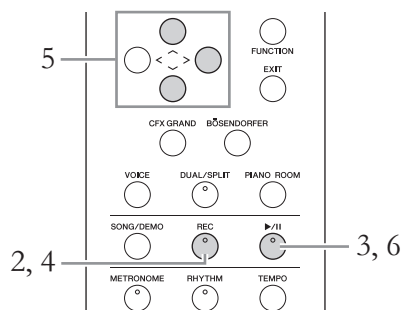 5
FUNCTION
EXIT
CFX GRAND BÖSENDORFER
VOICE DUAL/SPLIT PIANO ROOM
SONG/DEMO REC ►/II
2, 4
3, 6
METRONOME RHYTHM TEMPO